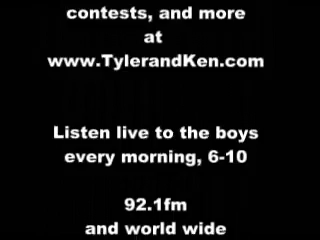 contests, and more
at
www.TylerandKen.com
Listen live to the boys
every morning, 6-10
92.1fm
and world wide